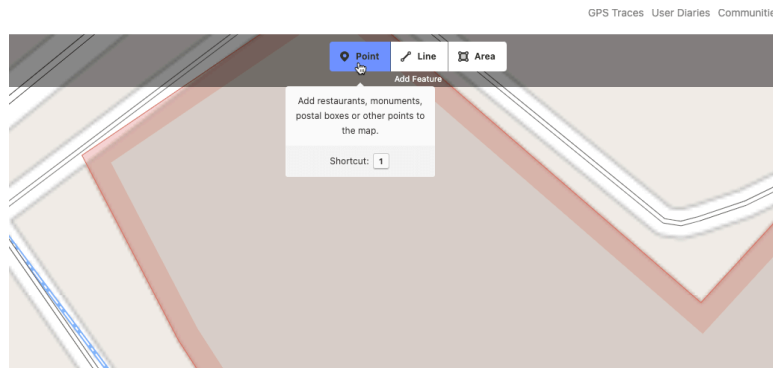 GPS Traces User Diaries
Point Line Area
Add Feature
Add restaurants, monuments,
postal boxes or other points to
the map.
Shortcut: 1